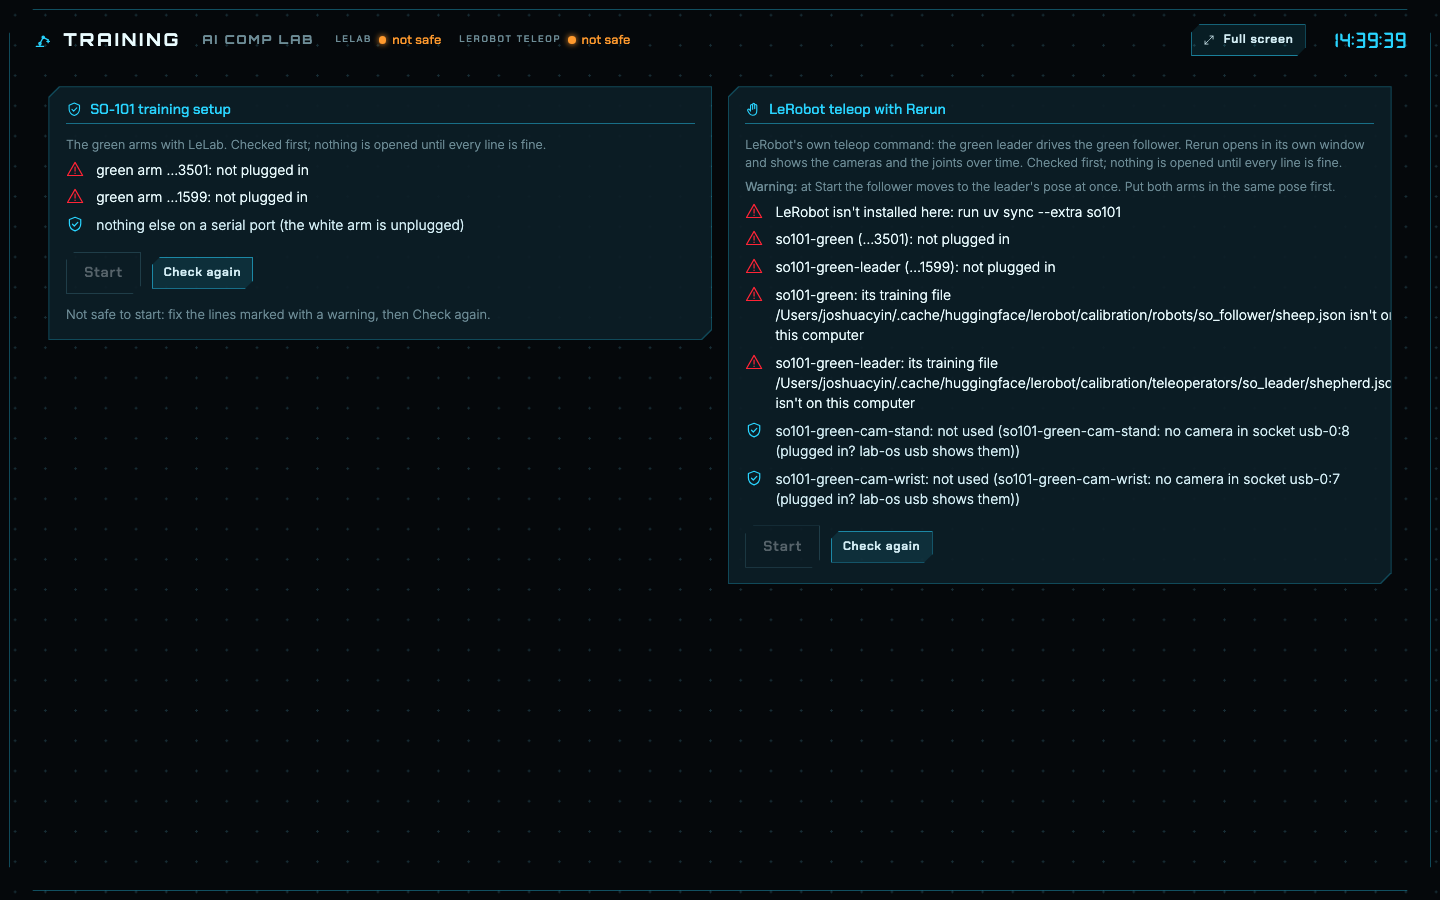 TRAINING AI COMP LAB LELAB not safe LEROBOT TELEOP not safe Full screen 14:39:39
SO-101 training setup
The green arms with LeLab. Checked first; nothing is opened until every line is fine.
green arm ...3501: not plugged in
green arm ...1599: not plugged in
nothing else on a serial port (the white arm is unplugged)
Start Check again
Not safe to start: fix the lines marked with a warning, then Check again.
LeRobot teleop with Rerun
LeRobot's own teleop command: the green leader drives the green follower. Rerun opens in its own window
and shows the cameras and the joints over time. Checked first; nothing is opened until every line is fine.
Warning: at Start the follower moves to the leader's pose at once. Put both arms in the same pose first.
LeRobot isn't installed here: run uv sync --extra so101
so101-green (...3501): not plugged in
so101-green-leader (...1599): not plugged in
so101-green: its training file
/Users/joshuacyin/.cache/huggingface/lerobot/calibration/robots/so_follower/sheep.json isn't
this computer
so101-green-leader: its training file
/Users/joshuacyin/.cache/huggingface/lerobot/calibration/teleoperators/so_leader/shepherd.jso
isn't on this computer
so101-green-cam-stand: not used (so101-green-cam-stand: no camera in socket usb-0:8
(plugged in? lab-os usb shows them))
so101-green-cam-wrist: not used (so101-green-cam-wrist: no camera in socket usb-0:7
(plugged in? lab-os usb shows them))
Start Check again